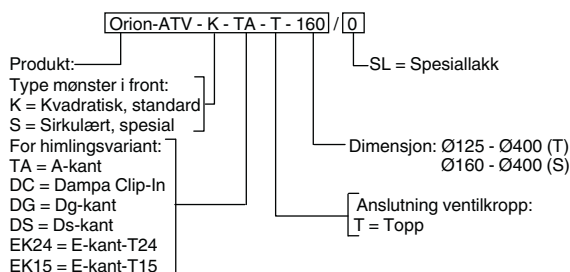 Orion-ATV - K - TA - T - 160 / 0
Produkt:
Type mønster i front:
K = Kvadratisk, standard
S = Sirkulært, spesial
For himlingsvariant:
TA = A-kant
DC = Dampa Clip-In
DG = Dg-kant
DS = Ds-kant
EK24 = E-kant-T24
EK15 = E-kant-T15
SL = Spesiallakk
Dimensjon: Ø125 - Ø400 (T)
Ø160 - Ø400 (S)
Anslutning ventilkropp:
T = Topp